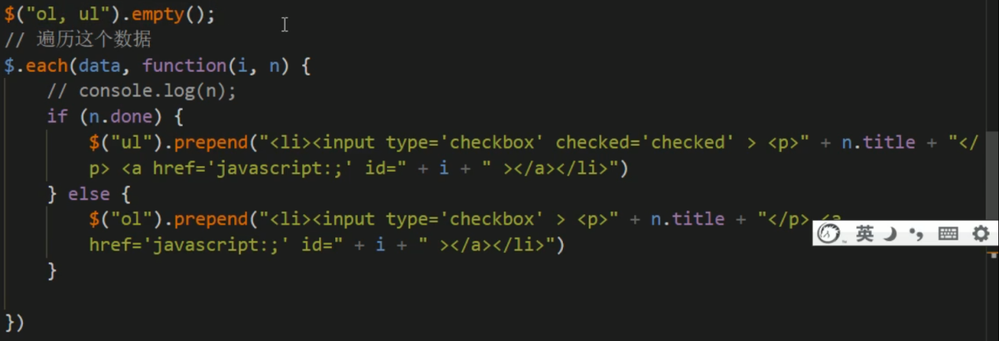 $("ol, ul").empty();
// 遍历这个数据
$.each(data, function(i, n) {
    // console.log(n);
    if (n.done) {
        $("ul").prepend("<li><input type='checkbox' checked='checked' > <p>" + n.title + "</
        p> <a href='javascript:;' id=" + i + " ></a></li>")
    } else {
        $("ol").prepend("<li><input type='checkbox' > <p>" + n.title + "</p> <a
        href='javascript:;' id=" + i + " ></a></li>")
    }
})
英